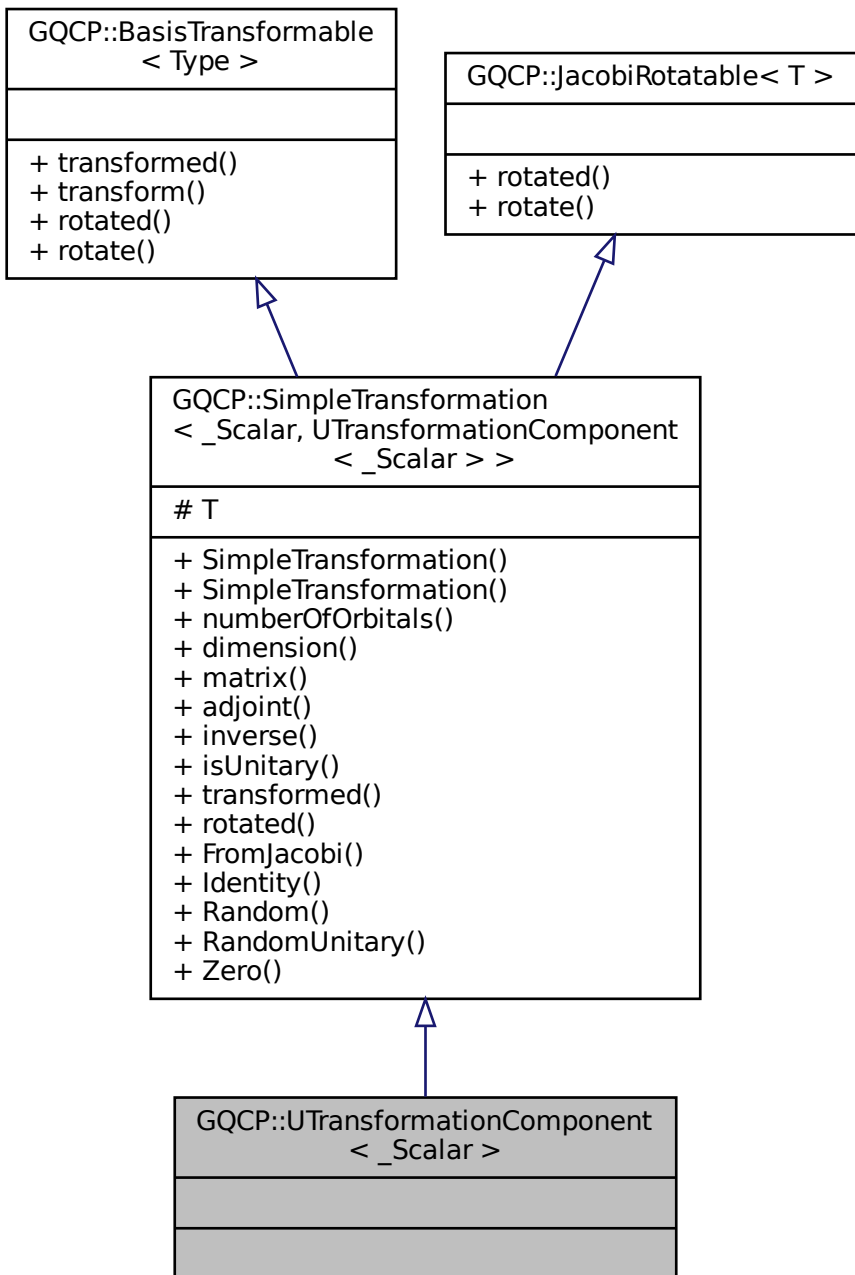 GQCP::BasisTransformable
< Type >
+ transformed()
+ transform()
+ rotated()
+ rotate()
GQCP::JacobiRotatable< T >
+ rotated()
+ rotate()
GQCP::SimpleTransformation
< _Scalar, UTransformationComponent
< _Scalar > >
# T
+ SimpleTransformation()
+ SimpleTransformation()
+ numberOfOrbitals()
+ dimension()
+ matrix()
+ adjoint()
+ inverse()
+ isUnitary()
+ transformed()
+ rotated()
+ FromJacobi()
+ Identity()
+ Random()
+ RandomUnitary()
+ Zero()
GQCP::UTransformationComponent
< _Scalar >